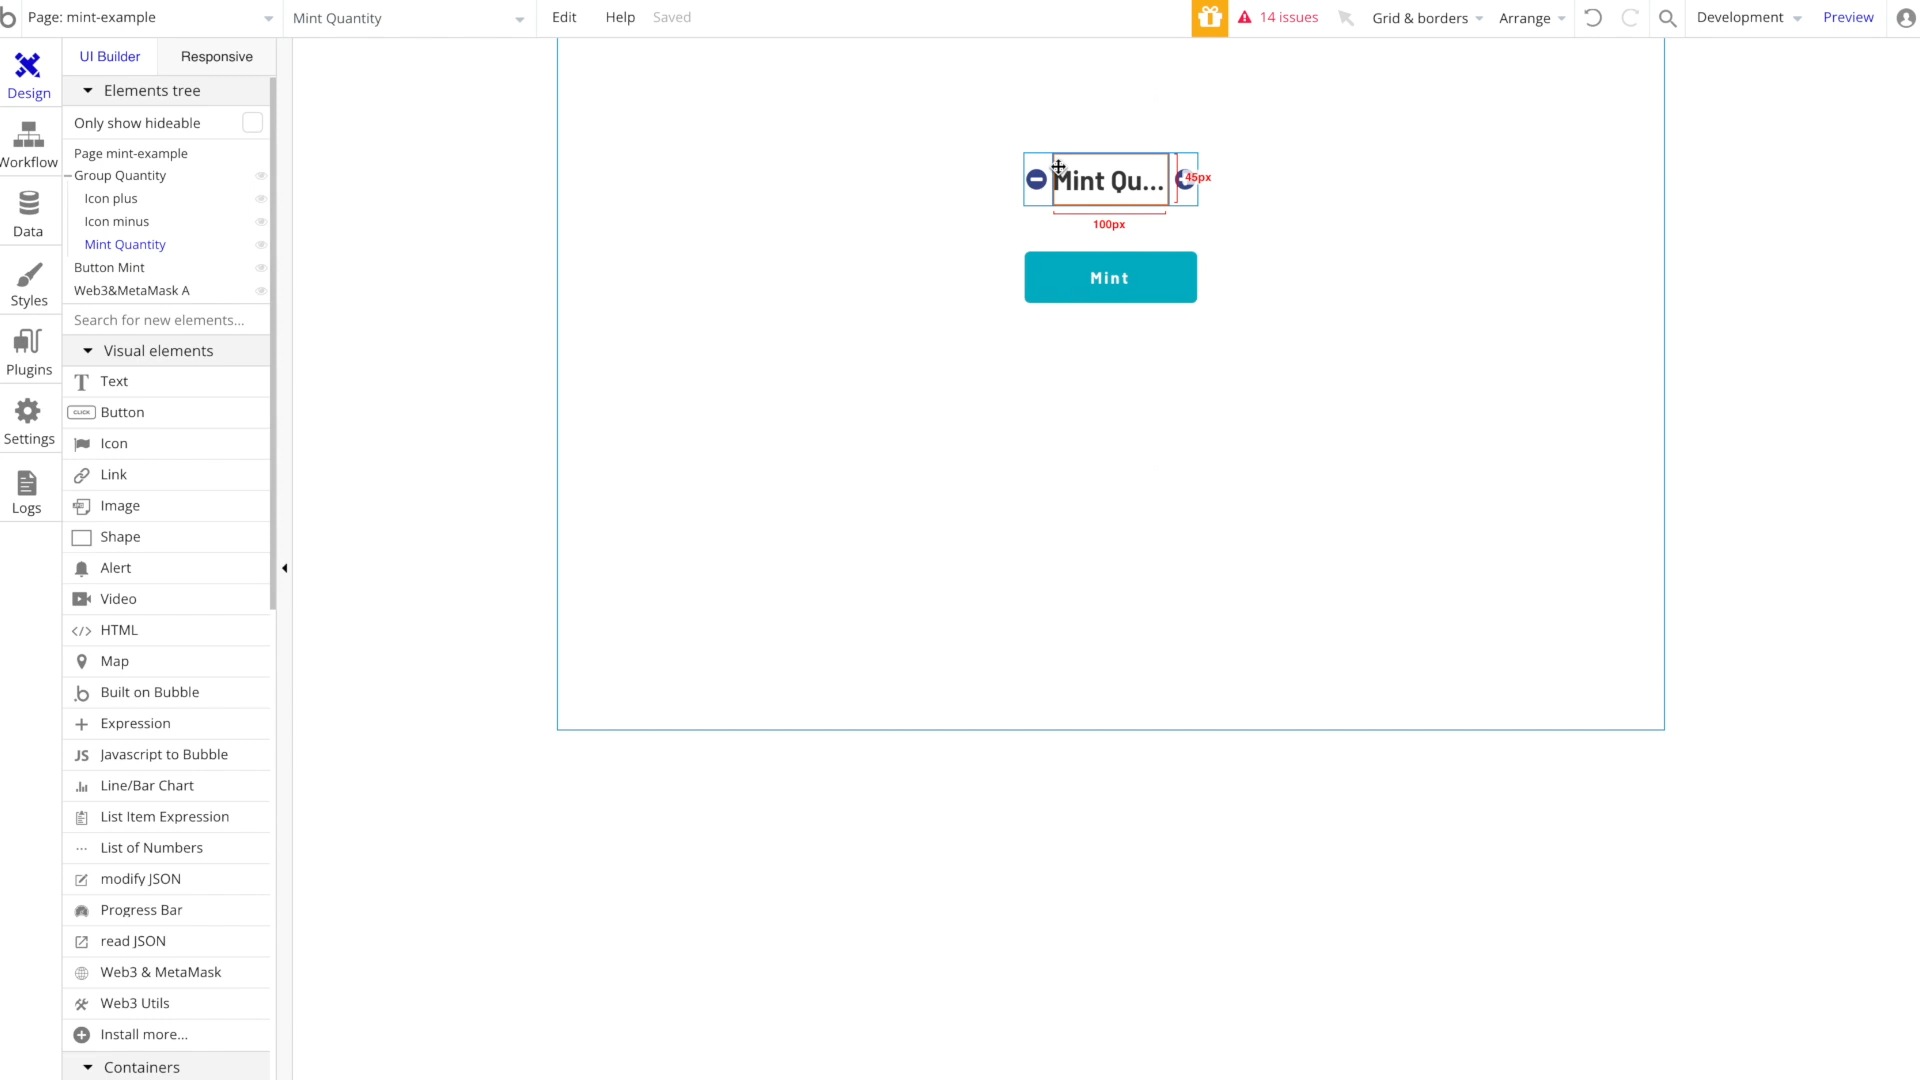 Page: mint-example
Mint Quantity
Edit
Help
Saved
14 issues
Grid & borders
Arrange
Development
Preview
UI Builder
Responsive
Design
Workflow
Data
Styles
Plugins
Settings
Logs
Elements tree
Only show hideable
Page mint-example
Group Quantity
Icon plus
Icon minus
Mint Quantity
Button Mint
Web3&MetaMask A
Search for new elements...
Visual elements
Text
CLICK
Button
Icon
Link
Image
Shape
Alert
Video
HTML
Map
Built on Bubble
Expression
JS Javascript to Bubble
Line/Bar Chart
List Item Expression
List of Numbers
modify JSON
Progress Bar
read JSON
Web3 & MetaMask
Web3 Utils
Install more...
Containers
Mint Qu...
45px
100px
Mint